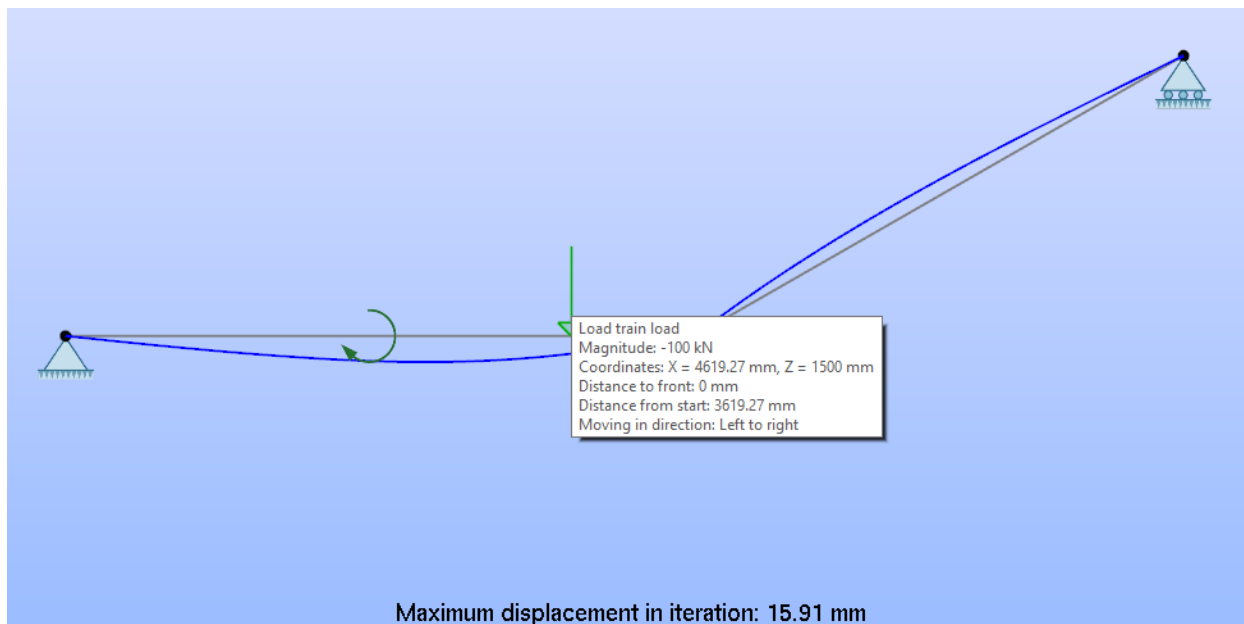 Load train load
Magnitude: -100 kN
Coordinates: X = 4619.27 mm, Z = 1500 mm
Distance to front: 0 mm
Distance from start: 3619.27 mm
Moving in direction: Left to right
Maximum displacement in iteration: 15.91 mm